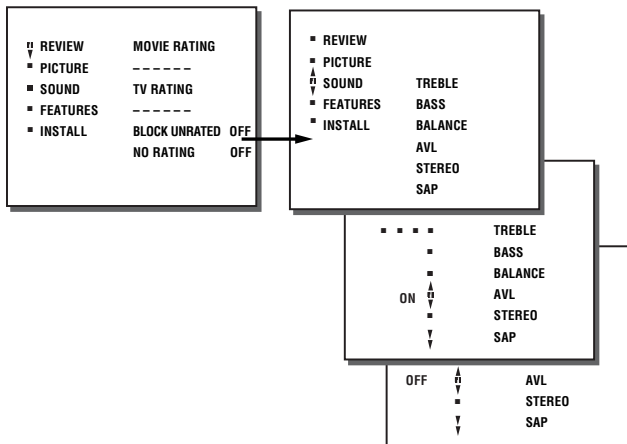 REVIEW MOVIE RATING
PICTURE – – – – – –
SOUND TV RATING
FEATURES – – – – – –
INSTALL BLOCK UNRATED OFF
NO RATING OFF
REVIEW
PICTURE
SOUND TREBLE
FEATURES BASS
INSTALL BALANCE
AVL
STEREO
SAP
TREBLE
BASS
BALANCE
ON AVL
STEREO
SAP
OFF AVL
STEREO
SAP